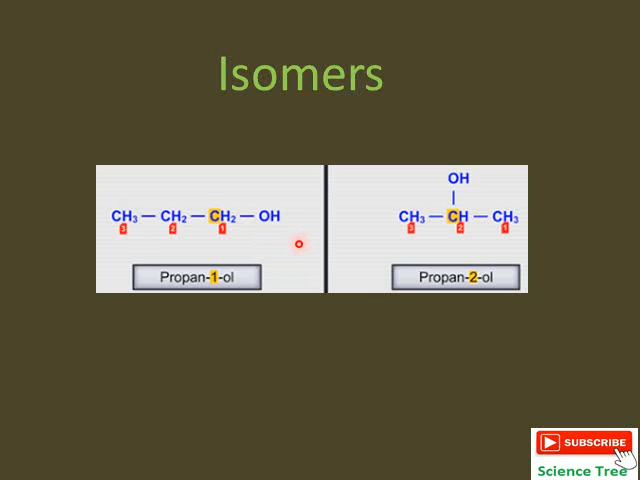 Isomers
CH₃ — CH₂ — CH₂ — OH
3 2 1
Propan-1-ol
OH
CH₃ — CH — CH₃
3 2 1
Propan-2-ol
SUBSCRIBE
Science Tree